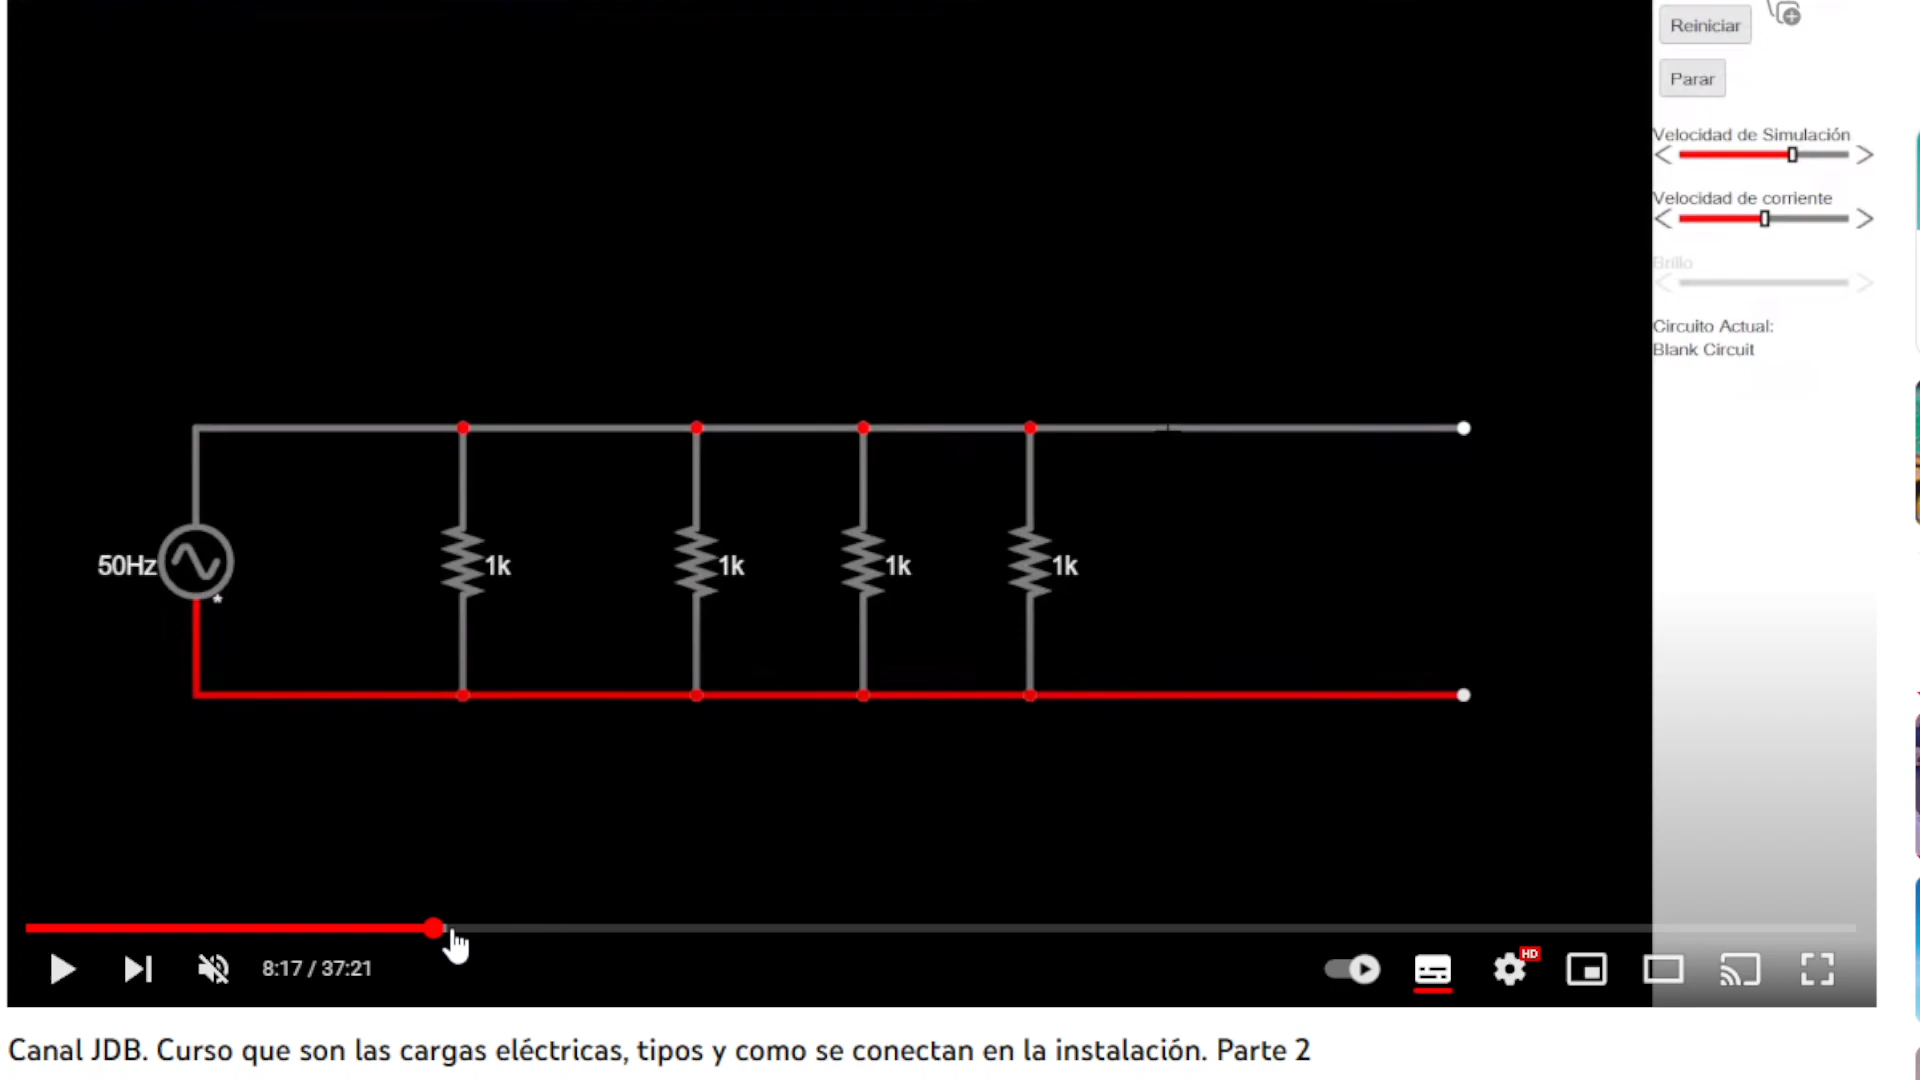 Reiniciar
Parar
Velocidad de Simulación
Velocidad de corriente
Brillo
Circuito Actual:
Blank Circuit
50Hz
*
1k
1k
1k
1k
8:17 / 37:21
HD
Canal JDB. Curso que son las cargas eléctricas, tipos y como se conectan en la instalación. Parte 2